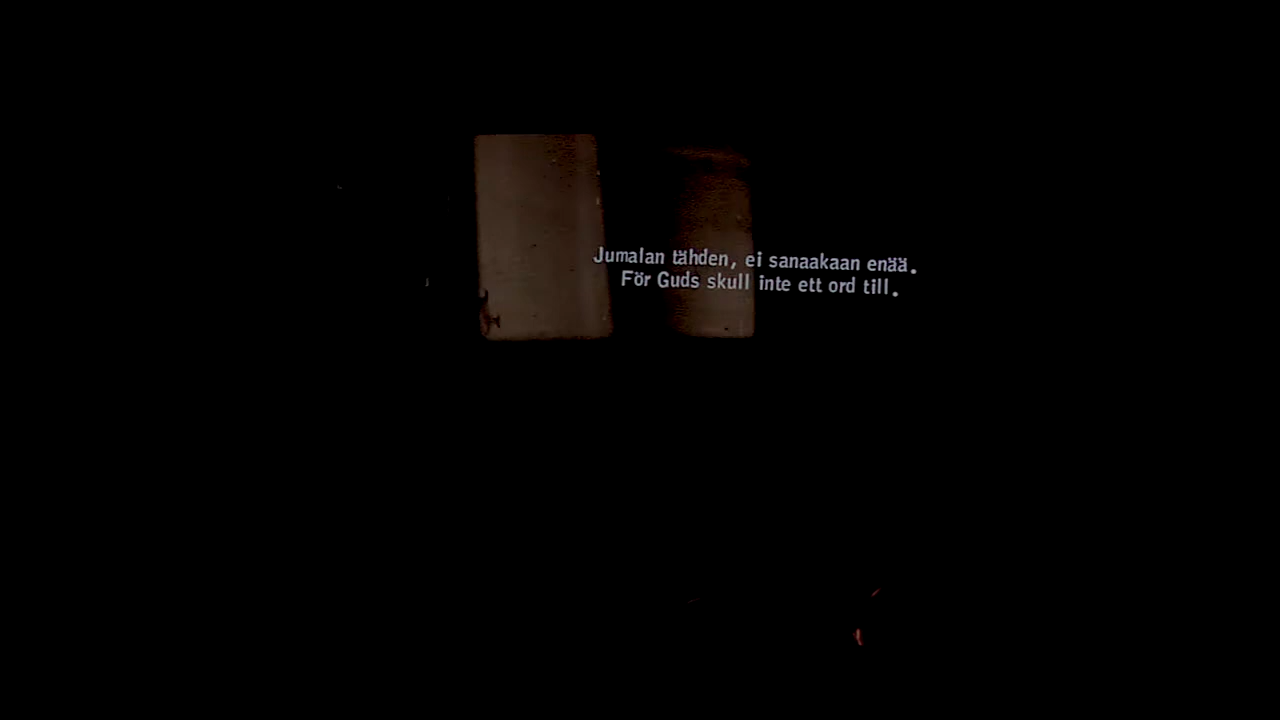 Jumalan tähden, ei sanaakaan enää.
För Guds skull inte ett ord till.